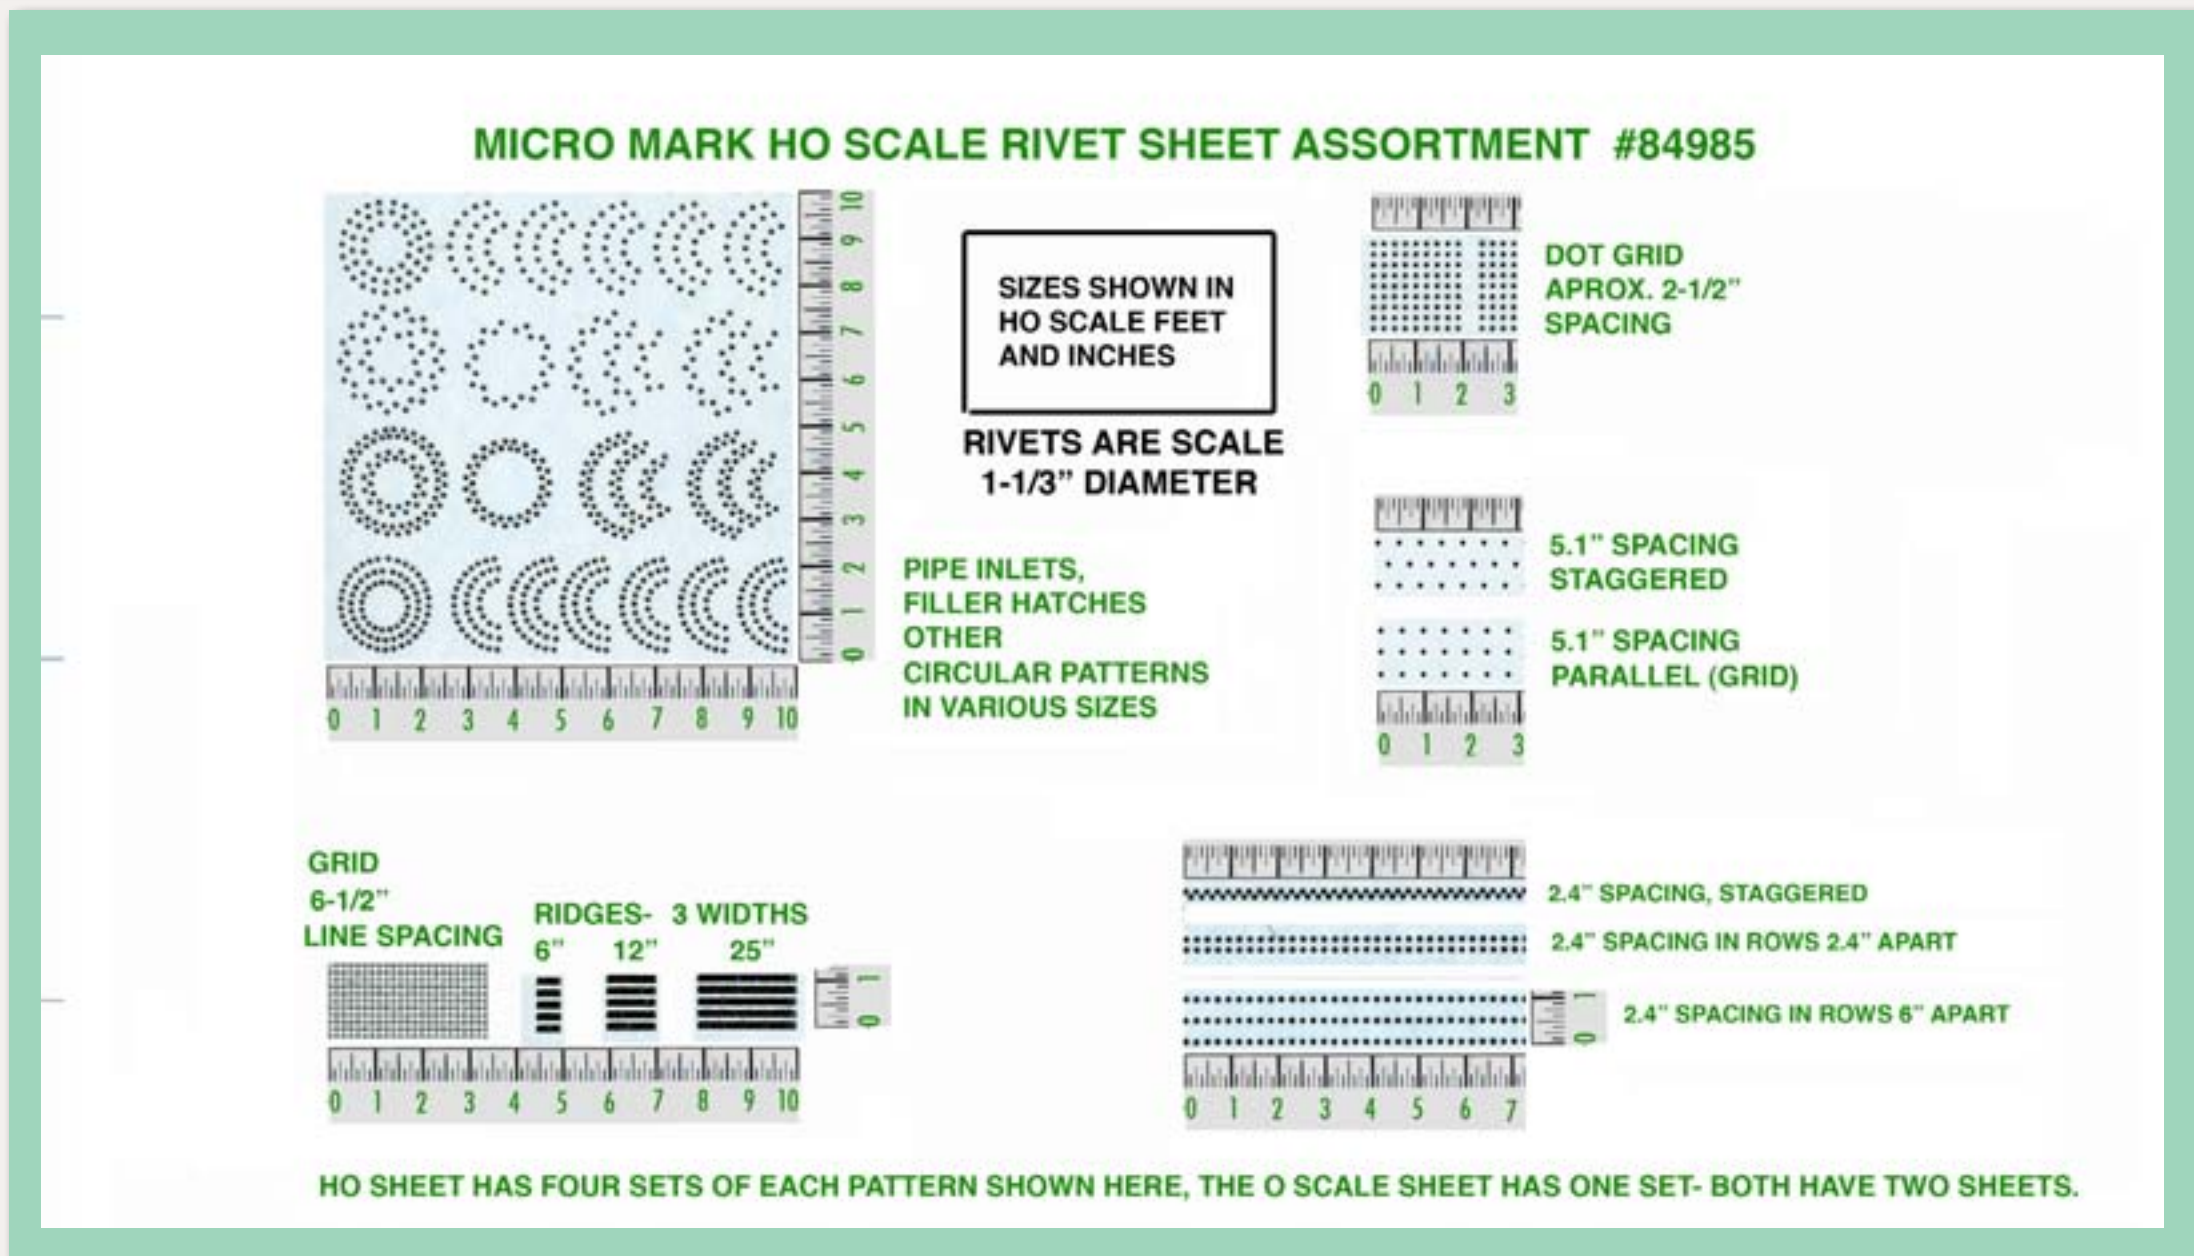 MICRO MARK HO SCALE RIVET SHEET ASSORTMENT #84985
10
9
8
7
6
5
4
3
2
1
0
0 1 2 3 4 5 6 7 8 9 10
SIZES SHOWN IN
HO SCALE FEET
AND INCHES
RIVETS ARE SCALE
1-1/3” DIAMETER
PIPE INLETS,
FILLER HATCHES
OTHER
CIRCULAR PATTERNS
IN VARIOUS SIZES
DOT GRID
APROX. 2-1/2”
SPACING
0 1 2 3
5.1” SPACING
STAGGERED
5.1” SPACING
PARALLEL (GRID)
0 1 2 3
GRID
6-1/2”
LINE SPACING
RIDGES- 3 WIDTHS
6” 12” 25”
1
0
0 1 2 3 4 5 6 7 8 9 10
2.4” SPACING, STAGGERED
2.4” SPACING IN ROWS 2.4” APART
2.4” SPACING IN ROWS 6” APART
1
0
0 1 2 3 4 5 6 7
HO SHEET HAS FOUR SETS OF EACH PATTERN SHOWN HERE, THE O SCALE SHEET HAS ONE SET- BOTH HAVE TWO SHEETS.